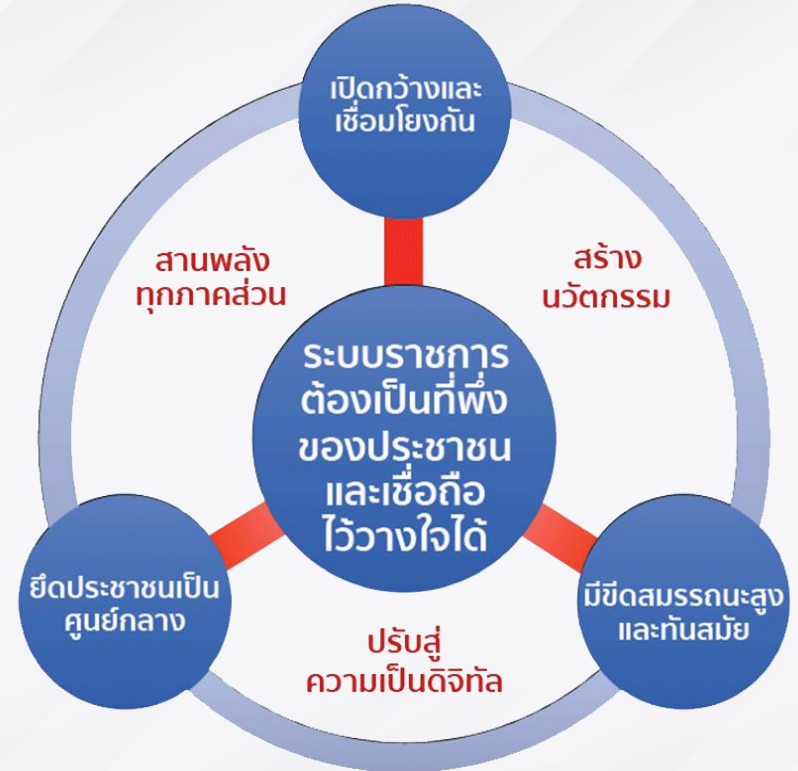 เปิดกว้างและ
เชื่อมโยงกัน
สานพลัง
ทุกภาคส่วน
สร้าง
นวัตกรรม
ระบบราชการ
ต้องเป็นที่พึ่ง
ของประชาชน
และเชื่อถือ
ไว้วางใจได้
ยึดประชาชนเป็น
ศูนย์กลาง
มีขีดสมรรถนะสูง
และทันสมัย
ปรับสู่
ความเป็นดิจิทัล